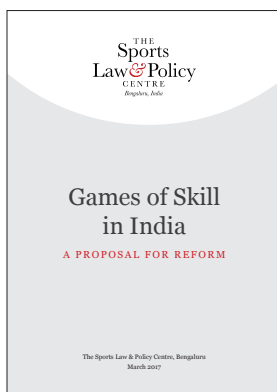 THE
Sports
Law&Policy
CENTRE
Bengaluru, India
Games of Skill
in India
A PROPOSAL FOR REFORM
The Sports Law & Policy Centre, Bengaluru
March 2017